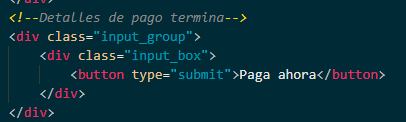 <!--Detalles de pago termina-->
<div class="input_group">
<div class="input_box">
<button type="submit">Paga ahora</button>
</div>
</div>